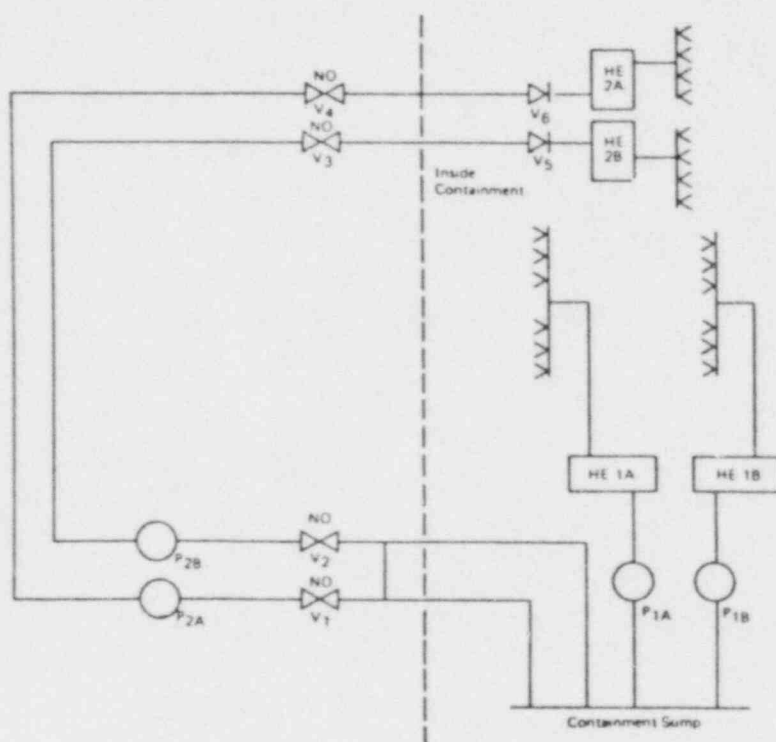 NO
V4
HE
2A
V6
NO
V3
HE
2B
V5
Inside
Containment
HE 1A
HE 1B
NO
P2B
V2
NO
P2A
V1
P1A
P1B
Containment Sump